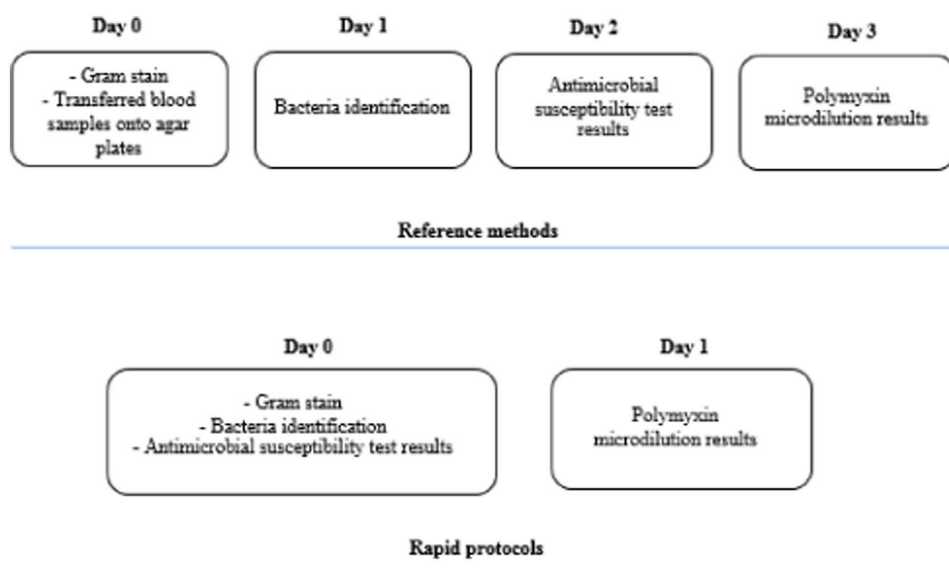 Day 0
- Gram stain
- Transferred blood
samples onto agar
plates
Day 1
Bacteria identification
Day 2
Antimicrobial
susceptibility test
results
Day 3
Polymyxin
microdilution results
Reference methods
Day 0
- Gram stain
- Bacteria identification
- Antimicrobial susceptibility test results
Day 1
Polymyxin
microdilution results
Rapid protocols